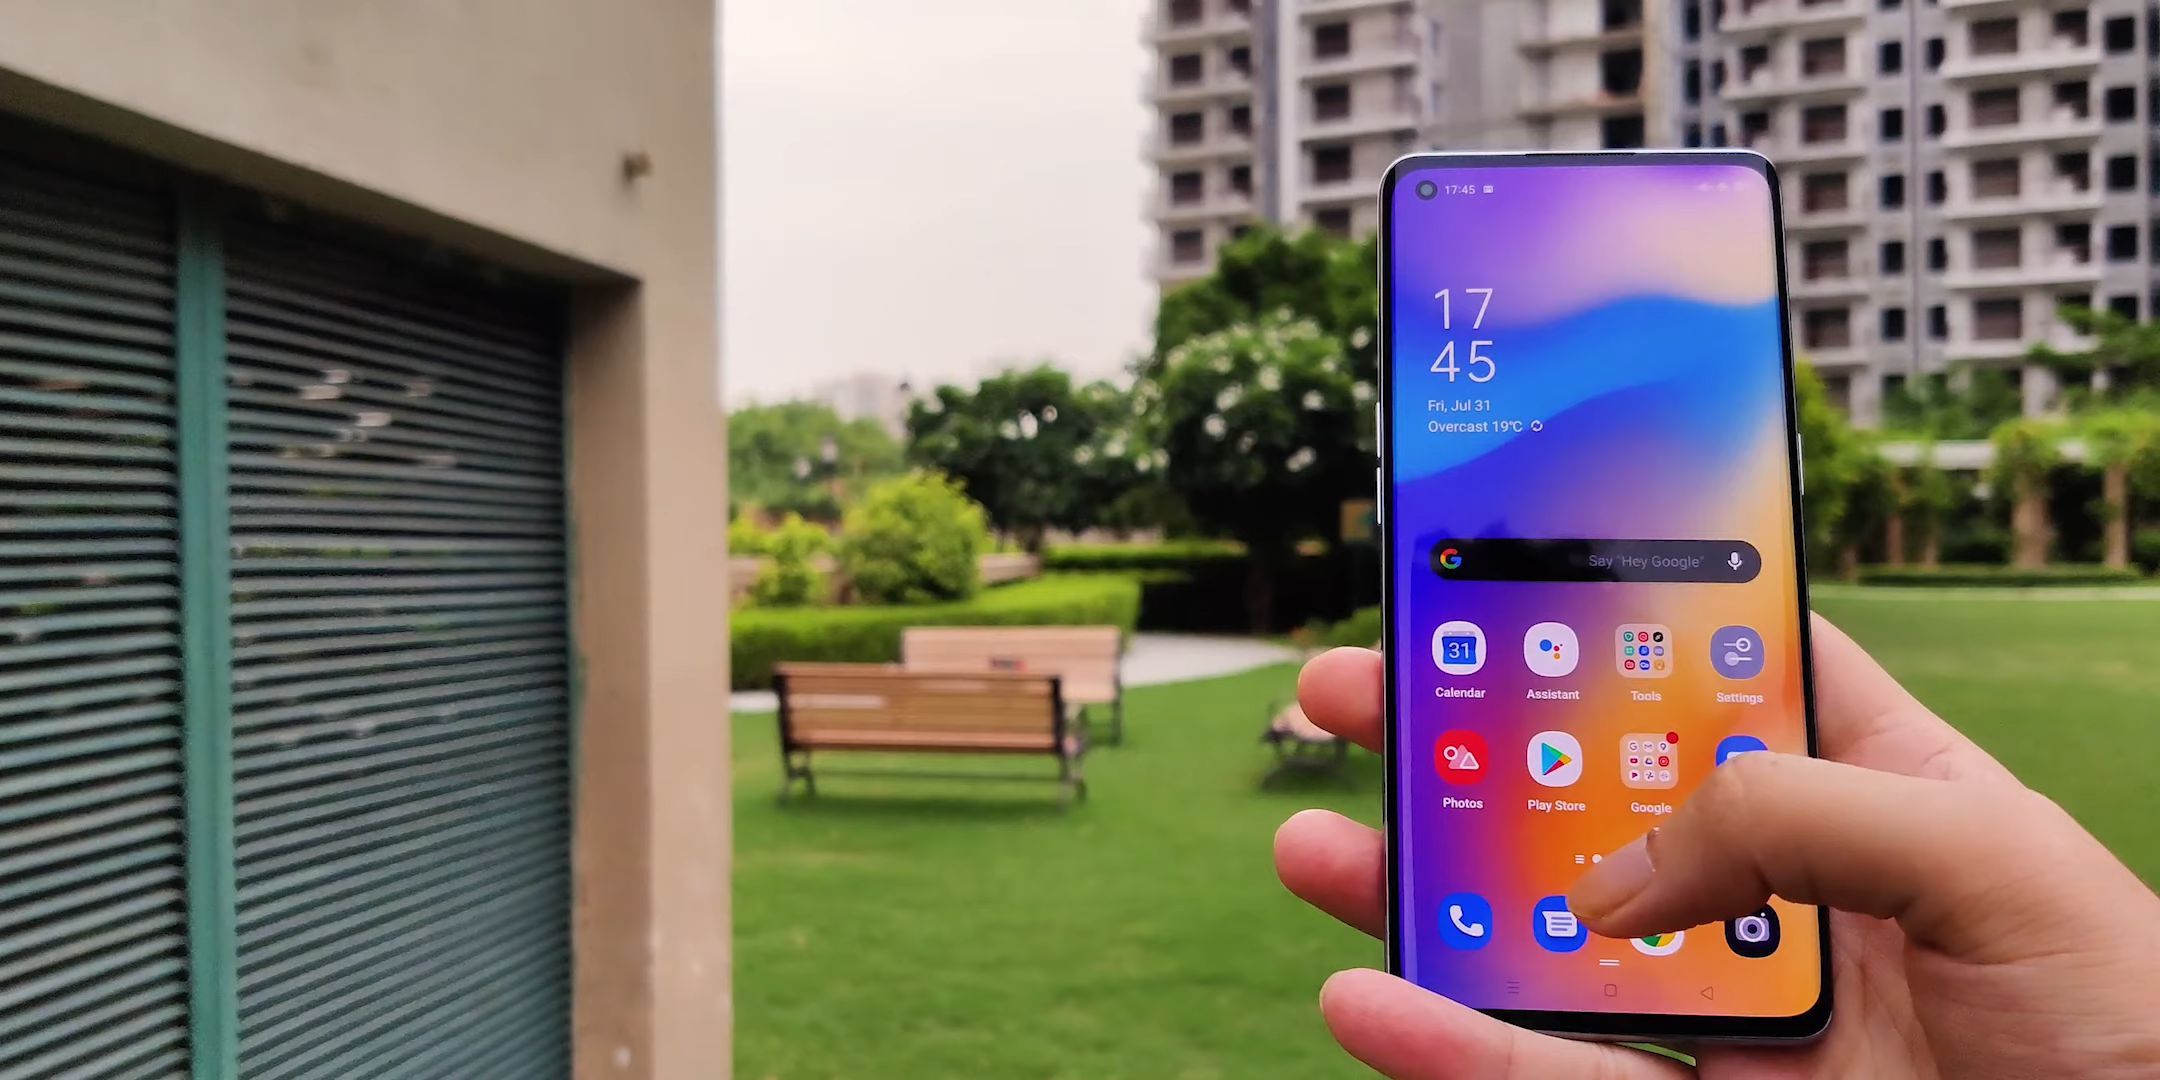 17:45
17
45
Fri, Jul 31
Overcast 19℃
Say "Hey Google"
31
Calendar
Assistant
Tools
Settings
Photos
Play Store
Google